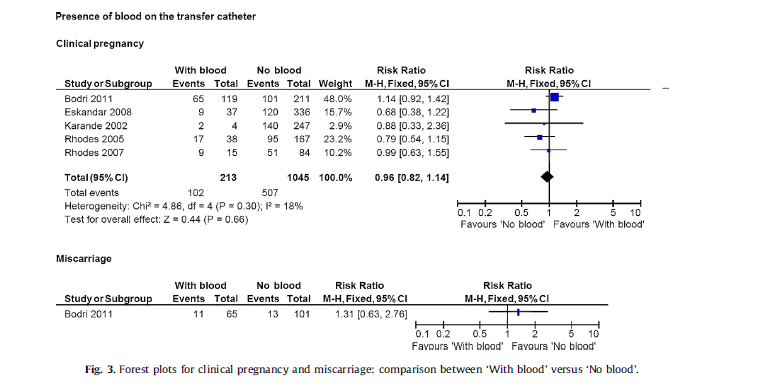 Presence of blood on the transfer catheter
Clinical pregnancy
With blood No blood Risk Ratio Risk Ratio
Study or Subgroup Events Total Events Total Weight M-H, Fixed, 95% CI M-H, Fixed, 95% CI
Bodri 2011 65 119 101 211 48.0% 1.14 [0.92, 1.42]
Eskandar 2008 9 37 120 336 15.7% 0.68 [0.38, 1.22]
Karande 2002 2 4 140 247 2.9% 0.88 [0.33, 2.36]
Rhodes 2005 17 38 95 167 23.2% 0.79 [0.54, 1.15]
Rhodes 2007 9 15 51 84 10.2% 0.99 [0.63, 1.55]
Total (95% CI) 213 1045 100.0% 0.96 [0.82, 1.14]
Total events 102 507
Heterogeneity: Chi² = 4.86, df = 4 (P = 0.30); I² = 18%
Test for overall effect: Z = 0.44 (P = 0.66)
0.1 0.2 0.5 1 2 5 10
Favours 'No blood' Favours 'With blood'
Miscarriage
With blood No blood Risk Ratio Risk Ratio
Study or Subgroup Events Total Events Total M-H, Fixed, 95% CI M-H, Fixed, 95% CI
Bodri 2011 11 65 13 101 1.31 [0.63, 2.76]
0.1 0.2 0.5 1 2 5 10
Favours 'With blood' Favours 'No blood'
Fig. 3. Forest plots for clinical pregnancy and miscarriage: comparison between ‘With blood’ versus ‘No blood’.